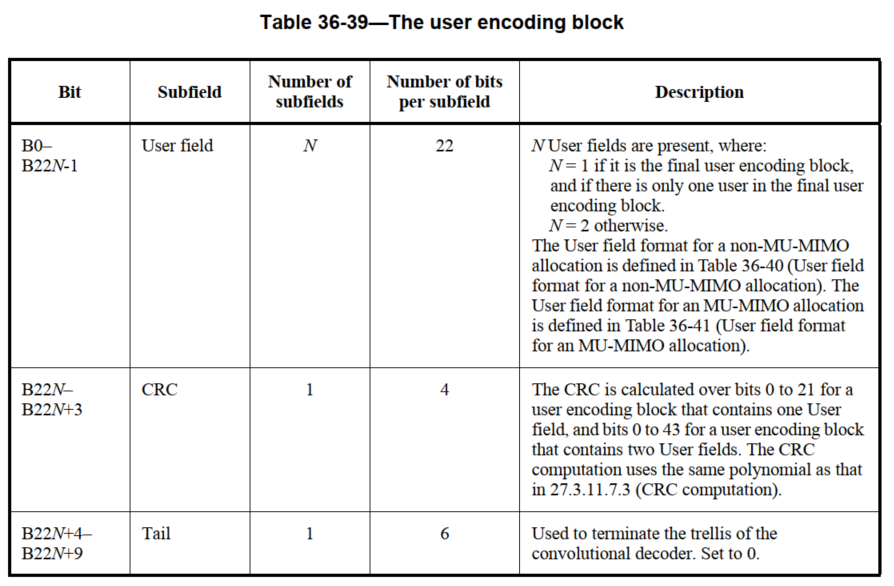 Table 36-39—The user encoding block
Bit
Subfield
Number of
subfields
Number of bits
per subfield
Description
B0–
B22N-1
User field
N
22
N User fields are present, where:
N = 1 if it is the final user encoding block,
and if there is only one user in the final user
encoding block.
N = 2 otherwise.
The User field format for a non-MU-MIMO
allocation is defined in Table 36-40 (User field
format for a non-MU-MIMO allocation). The
User field format for an MU-MIMO allocation
is defined in Table 36-41 (User field format
for an MU-MIMO allocation).
B22N–
B22N+3
CRC
1
4
The CRC is calculated over bits 0 to 21 for a
user encoding block that contains one User
field, and bits 0 to 43 for a user encoding block
that contains two User fields. The CRC
computation uses the same polynomial as that
in 27.3.11.7.3 (CRC computation).
B22N+4–
B22N+9
Tail
1
6
Used to terminate the trellis of the
convolutional decoder. Set to 0.